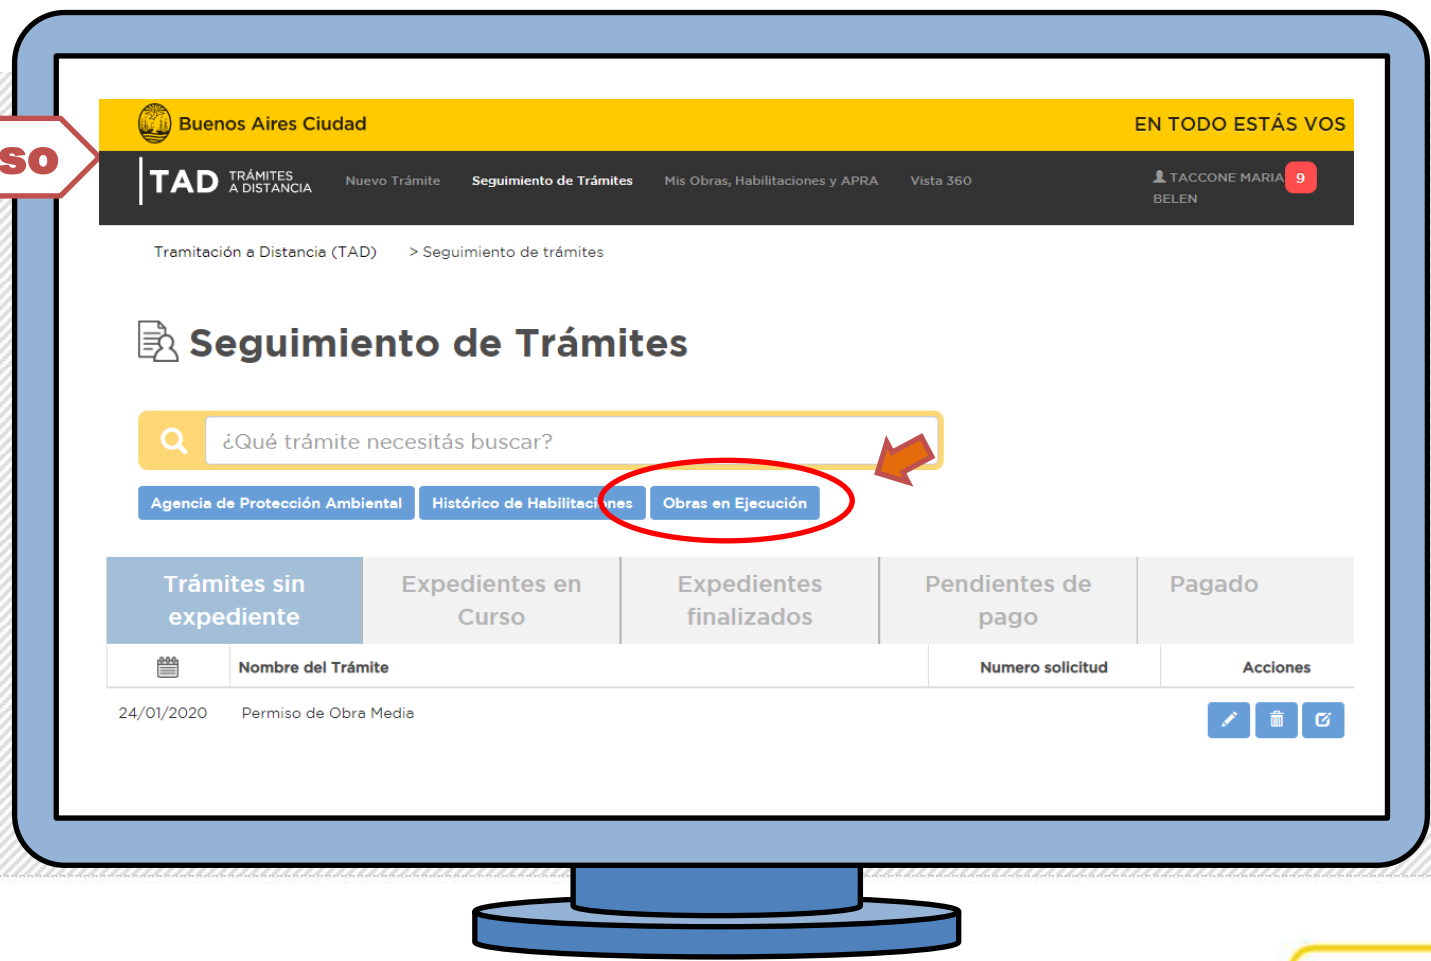 Buenos Aires Ciudad
EN TODO ESTÁS VOS
SO
TAD TRÁMITES A DISTANCIA
Nuevo Trámite
Seguimiento de Trámites
Mis Obras, Habilitaciones y APRA
Vista 360
TACCONE MARIA BELEN
9
Tramitación a Distancia (TAD) > Seguimiento de trámites
Seguimiento de Trámites
¿Qué trámite necesitás buscar?
Agencia de Protección Ambiental
Histórico de Habilitaciones
Obras en Ejecución
Trámites sin expediente
Expedientes en Curso
Expedientes finalizados
Pendientes de pago
Pagado
Nombre del Trámite
Numero solicitud
Acciones
24/01/2020
Permiso de Obra Media